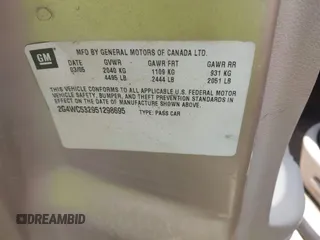 GM
MFD BY GENERAL MOTORS OF CANADA LTD.
DATE GVWR GAWR FRT GAWR RR
03/05 2040 KG 1109 KG 931 KG
4495 LB 2444 LB 2051 LB
THIS VEHICLE CONFORMS TO ALL APPLICABLE U.S. FEDERAL MOTOR
VEHICLE SAFETY, BUMPER, AND THEFT PREVENTION STANDARDS IN
EFFECT ON THE DATE OF MANUFACTURE SHOWN ABOVE.
2G4WC532951298695 TYPE: PASS CAR
DREAMBID